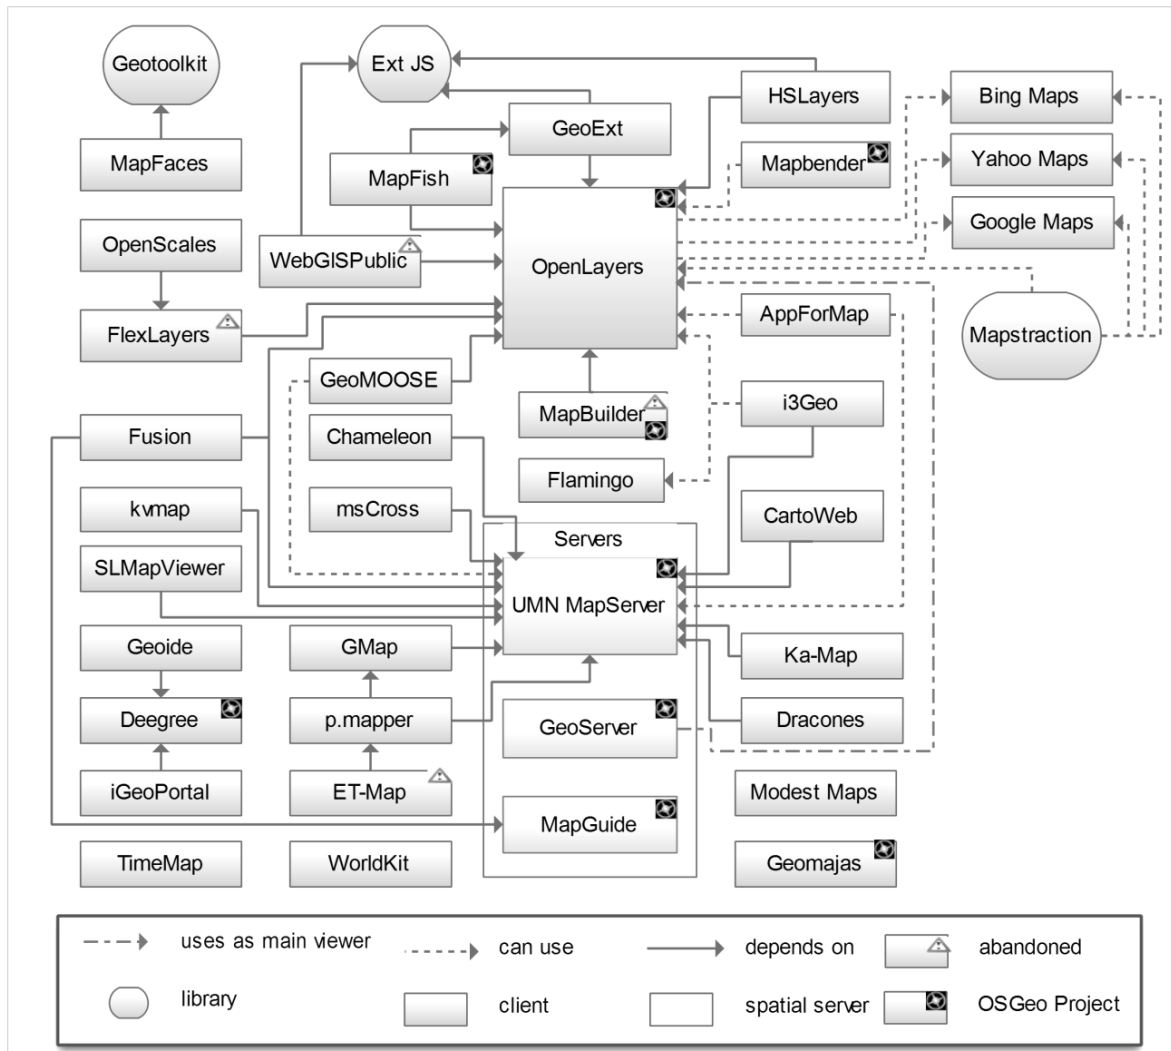 Geotoolkit
Ext JS
HSLayers
Bing Maps
GeoExt
MapFaces
MapFish
Mapbender
Yahoo Maps
Google Maps
OpenScales
WebGISPublic
OpenLayers
FlexLayers
AppForMap
Mapstraction
GeoMOOSE
MapBuilder
i3Geo
Fusion
Chameleon
Flamingo
kvmap
msCross
CartoWeb
Servers
SLMapViewer
UMN MapServer
Geoide
GMap
Ka-Map
Deegree
p.mapper
GeoServer
Dracones
iGeoPortal
ET-Map
Modest Maps
MapGuide
TimeMap
WorldKit
Geomajas
uses as main viewer
can use
depends on
abandoned
library
client
spatial server
OSGeo Project